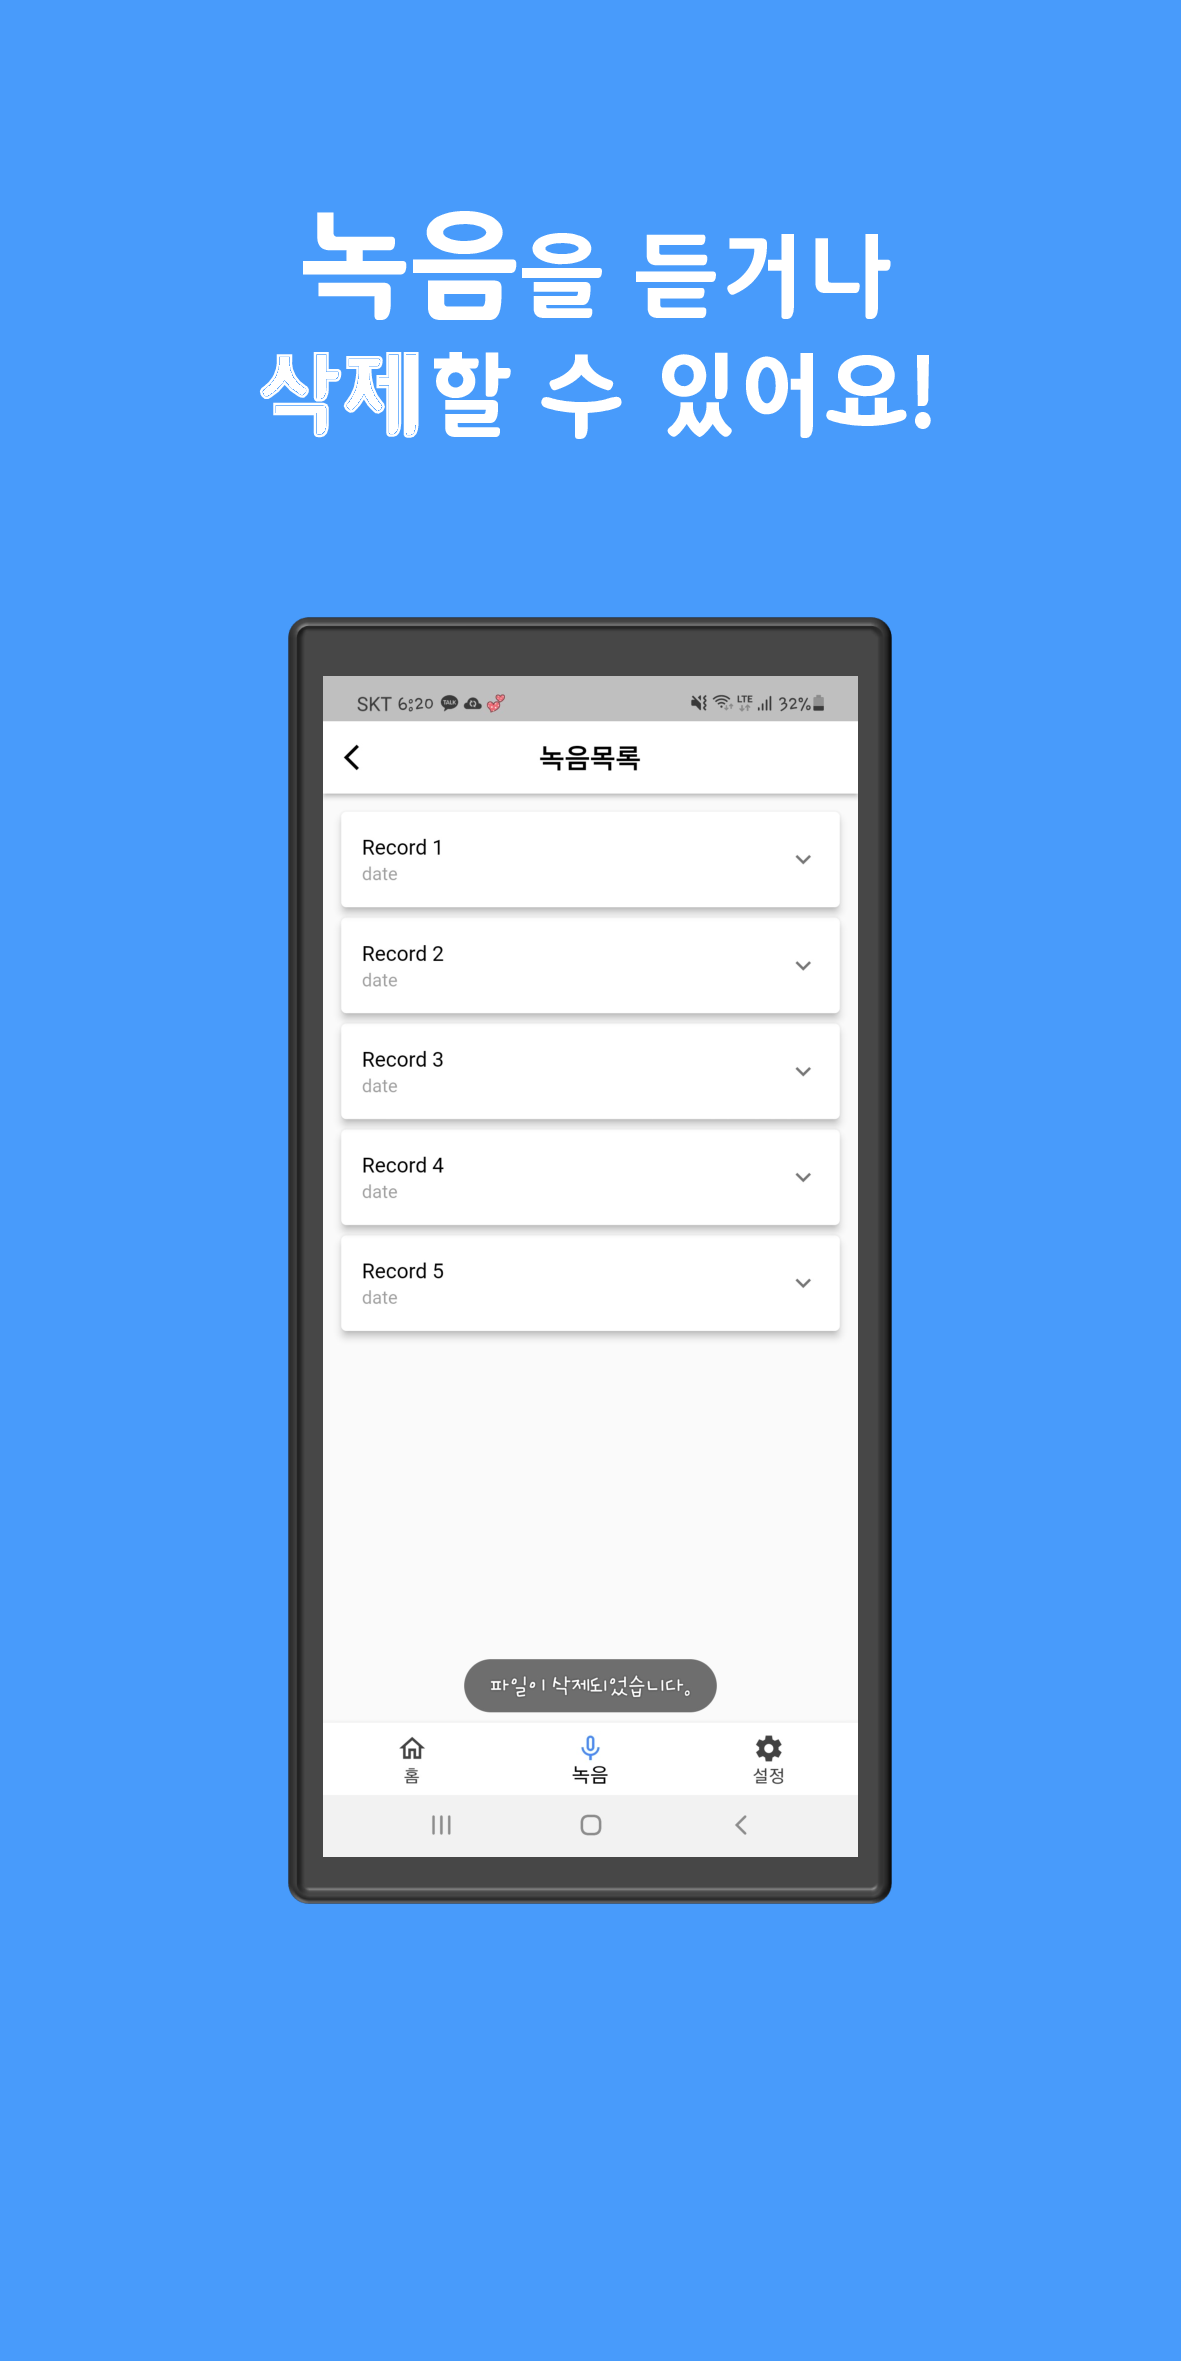 녹음을 듣거나
삭제할 수 있어요!
SKT 6:20 TALK LTE 32%
녹음목록
Record 1
date
Record 2
date
Record 3
date
Record 4
date
Record 5
date
파일이 삭제되었습니다.
홈 녹음 설정